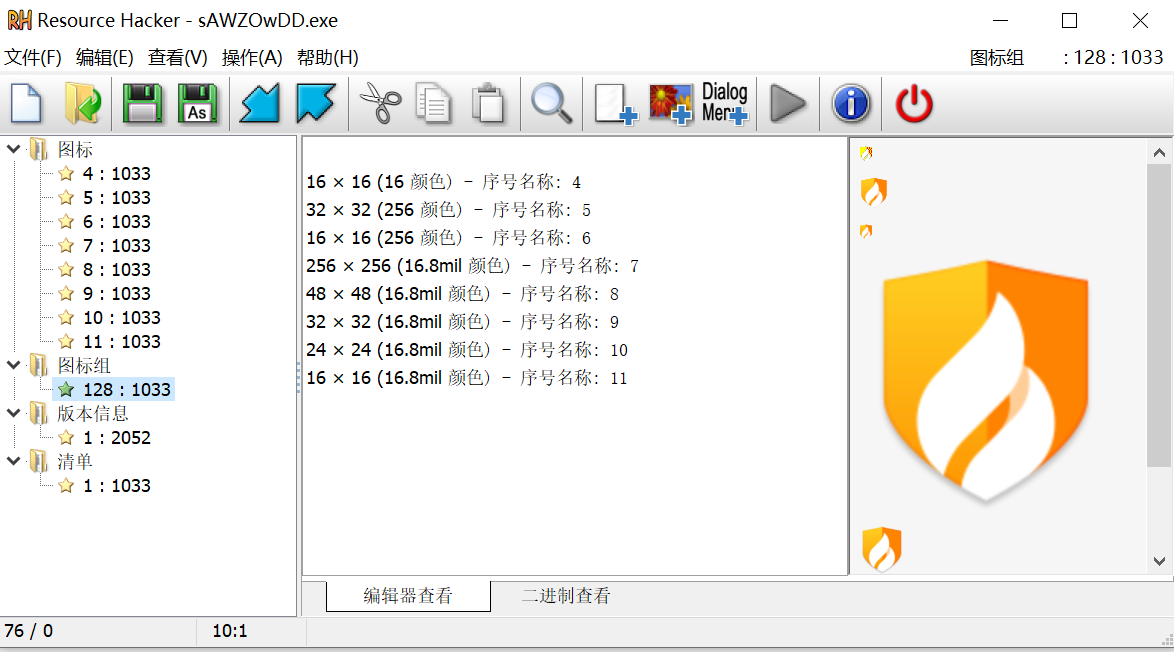 Resource Hacker - sAWZOwDD.exe
文件(F) 编辑(E) 查看(V) 操作(A) 帮助(H) 图标组 : 128 : 1033
As
Dialog
Menu
图标
4 : 1033
5 : 1033
6 : 1033
7 : 1033
8 : 1033
9 : 1033
10 : 1033
11 : 1033
图标组
128 : 1033
版本信息
1 : 2052
清单
1 : 1033
16 × 16 (16 颜色) - 序号名称: 4
32 × 32 (256 颜色) - 序号名称: 5
16 × 16 (256 颜色) - 序号名称: 6
256 × 256 (16.8mil 颜色) - 序号名称: 7
48 × 48 (16.8mil 颜色) - 序号名称: 8
32 × 32 (16.8mil 颜色) - 序号名称: 9
24 × 24 (16.8mil 颜色) - 序号名称: 10
16 × 16 (16.8mil 颜色) - 序号名称: 11
编辑器查看 二进制查看
76 / 0 10:1